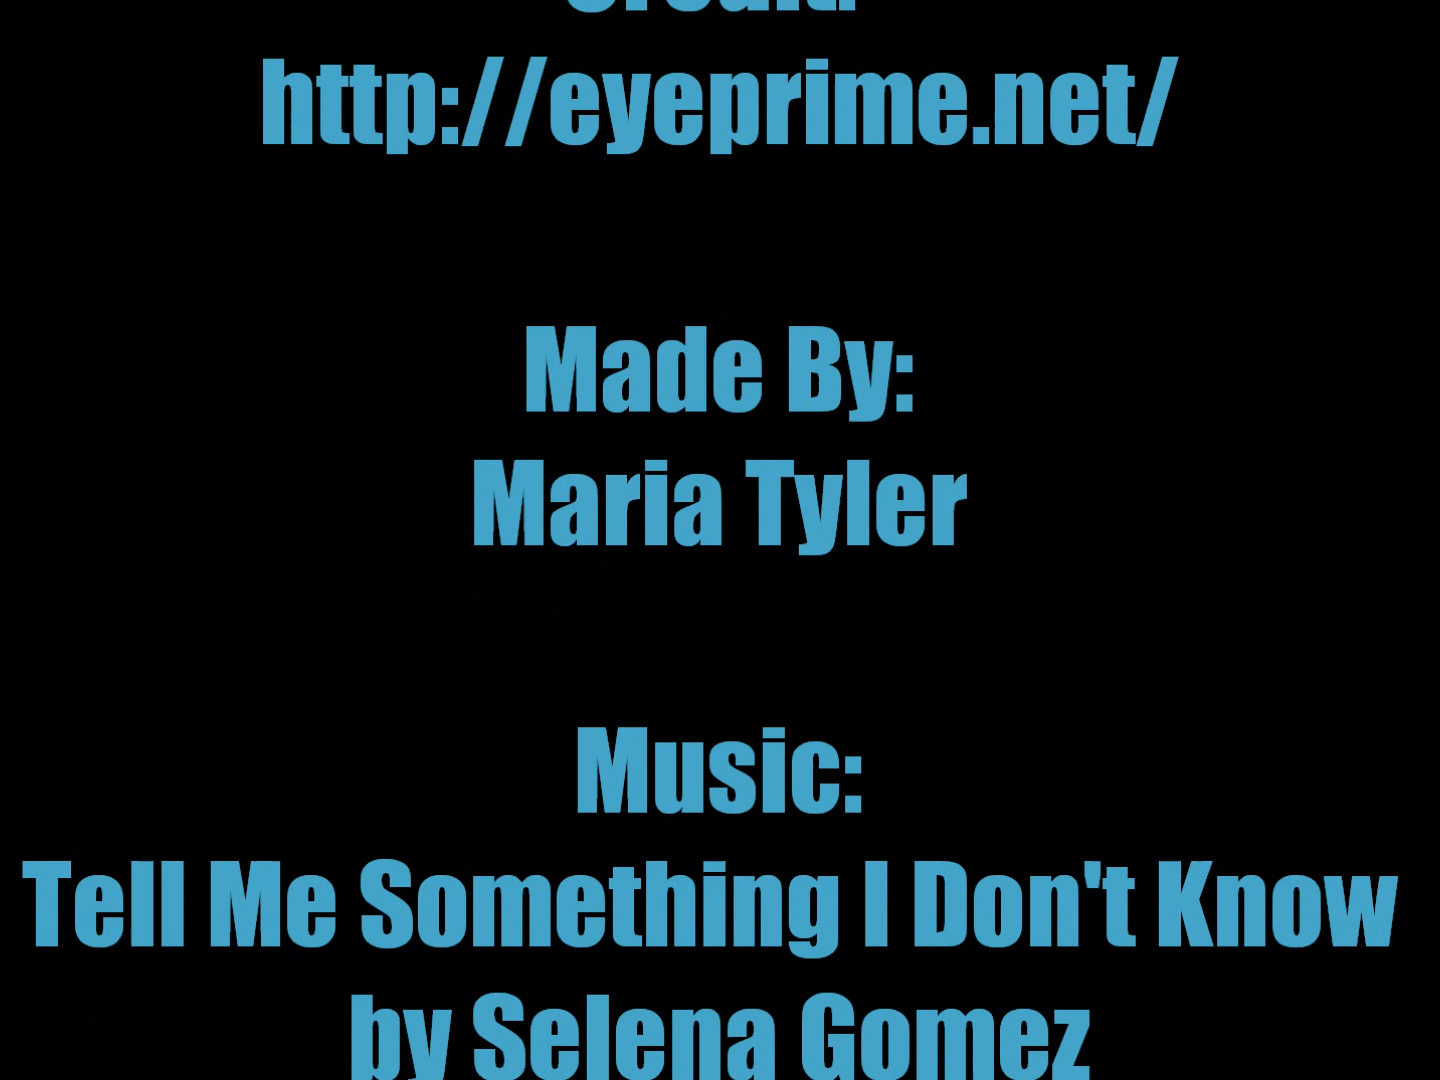 http://eyeprime.net/
Made By:
Maria Tyler
Music:
Tell Me Something I Don't Know
by Selena Gomez